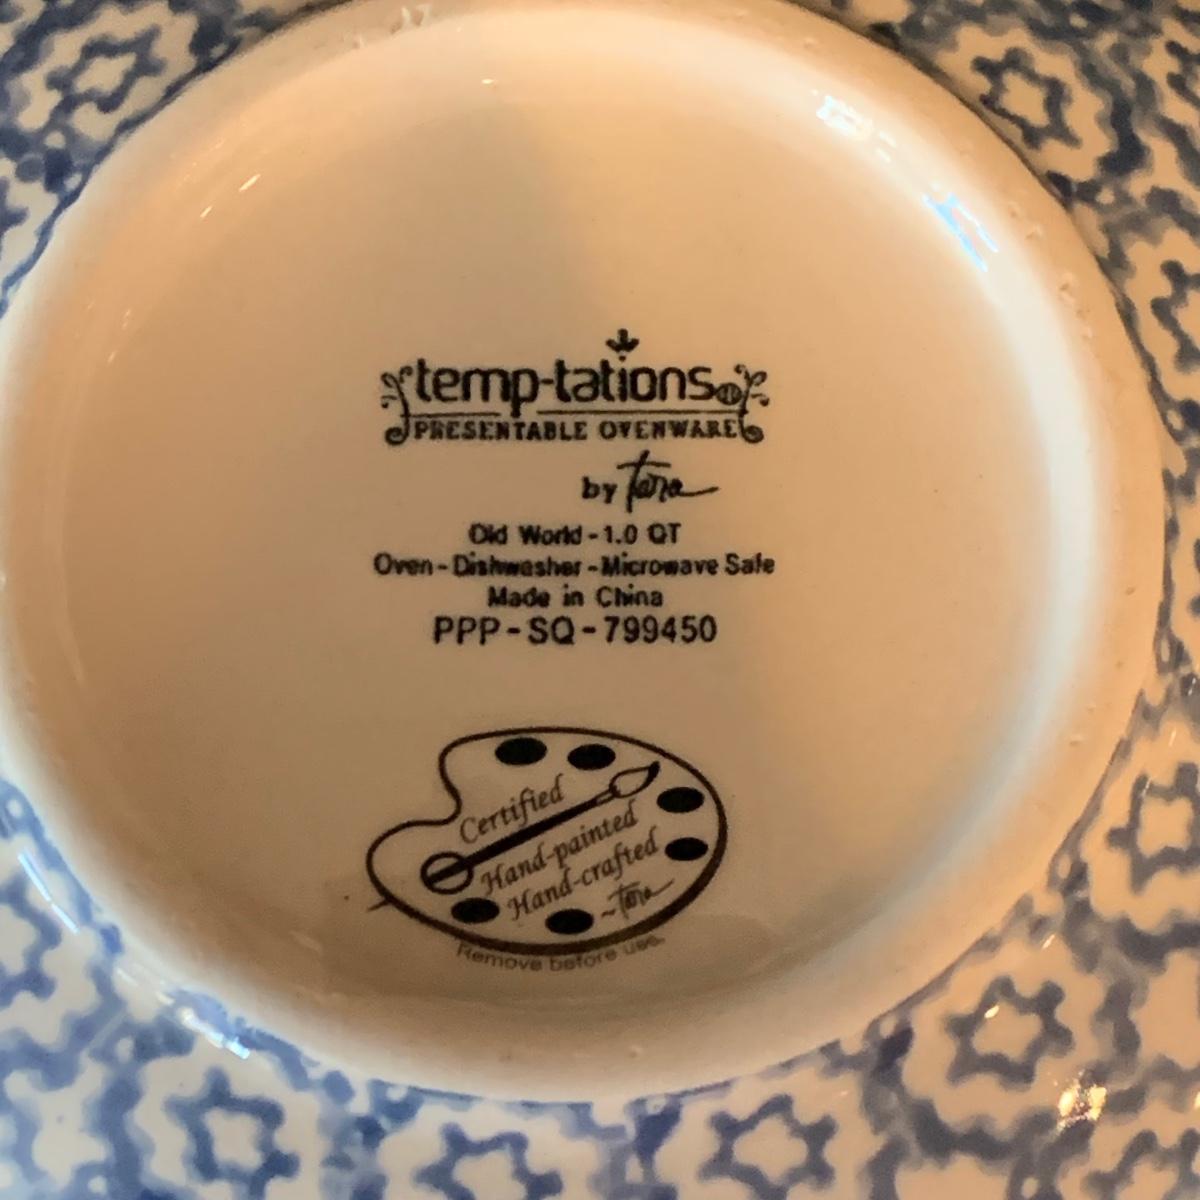 temp-tations®
PRESENTABLE OVENWARE
by Tara
Old World - 1.0 QT
Oven - Dishwasher - Microwave Safe
Made in China
PPP - SQ - 799450
Certified
Hand-painted
Hand-crafted
~Tara
Remove before use.